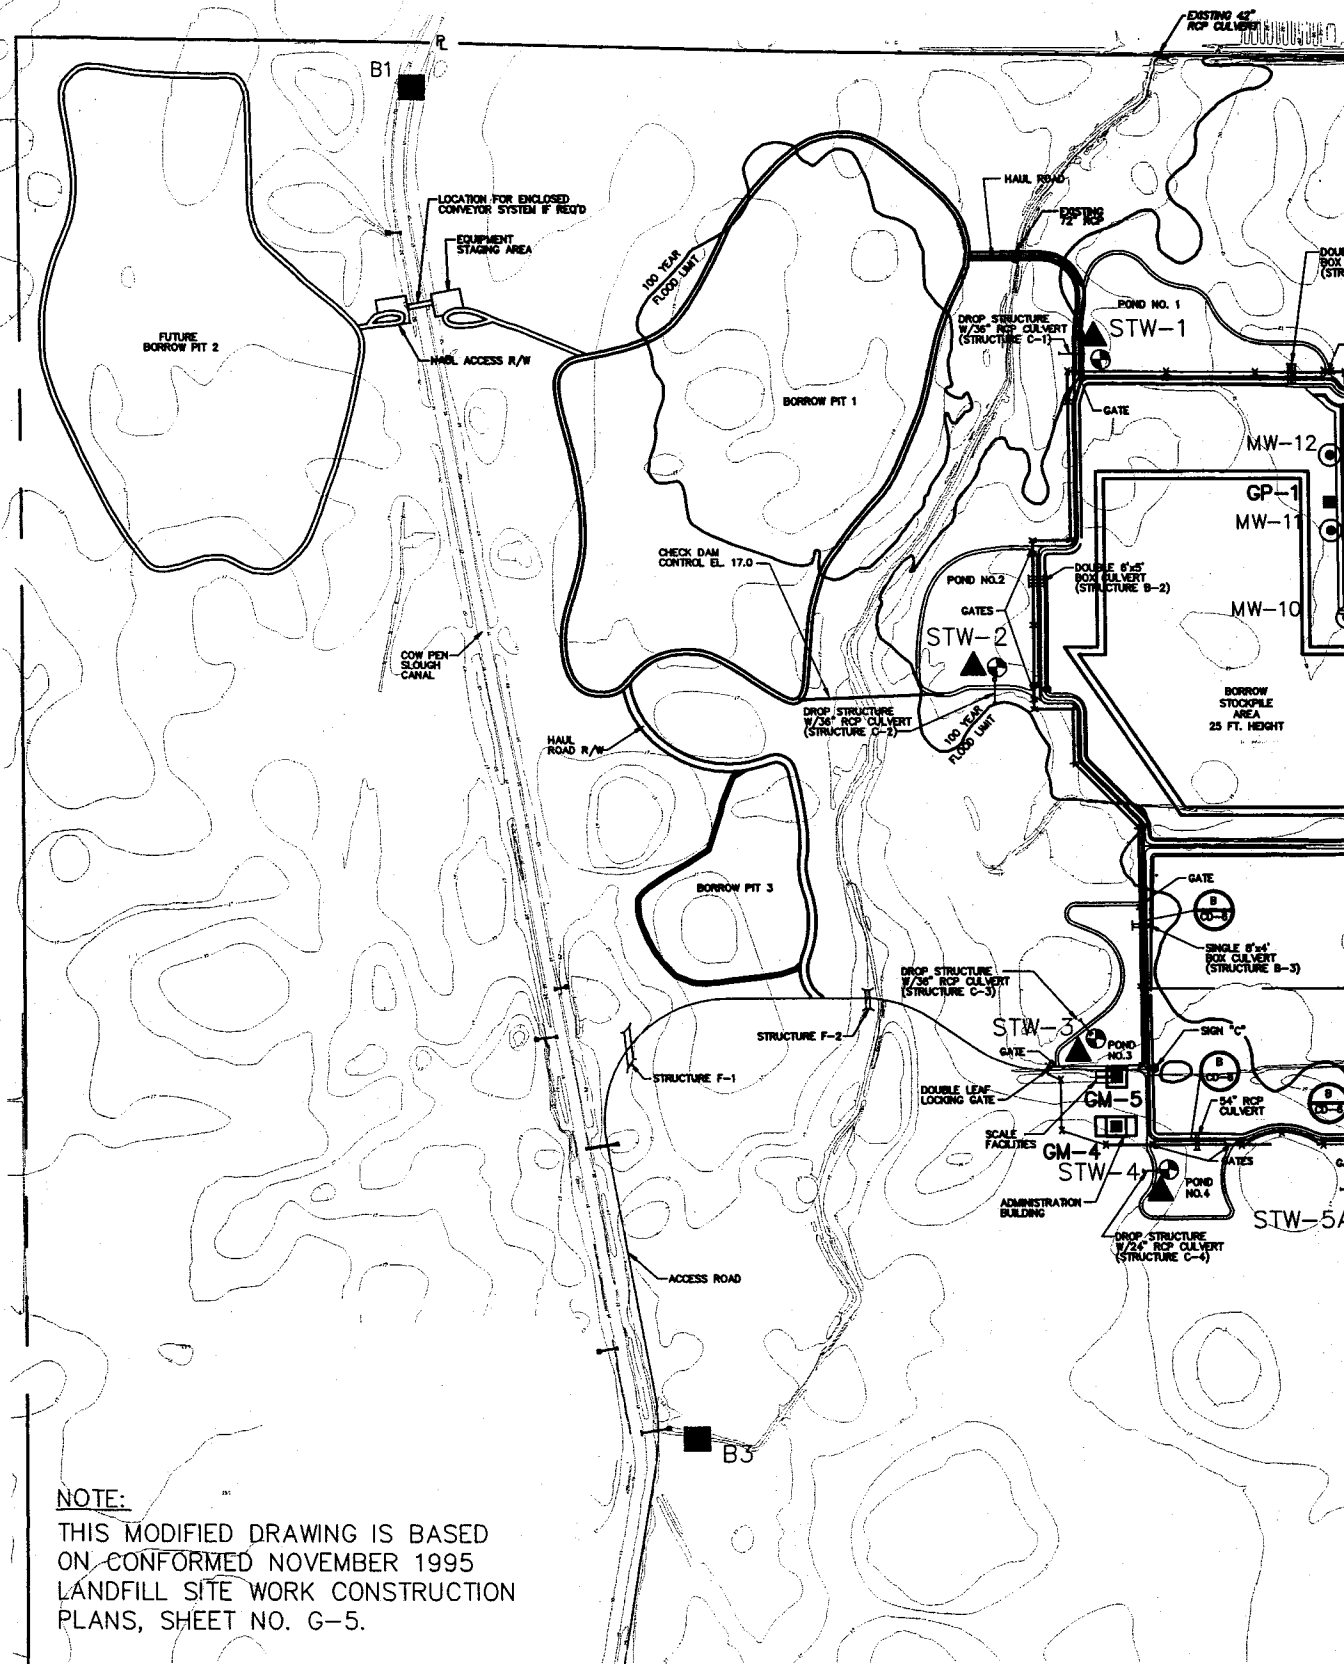 EXISTING 42"
RCP CULVERT
B1
LOCATION FOR ENCLOSED
CONVEYOR SYSTEM IF REQ'D
EQUIPMENT
STAGING AREA
HAUL ROAD
EXISTING
72" RCP
100 YEAR
FLOOD LIMIT
POND NO. 1
DROP STRUCTURE
W/36" RCP CULVERT
(STRUCTURE C-1)
STW-1
FUTURE
BORROW PIT 2
HAUL ACCESS R/W
BORROW PIT 1
GATE
MW-12
GP-1
MW-11
CHECK DAM
CONTROL EL. 17.0
POND NO.2
DOUBLE 6'x5'
BOX CULVERT
(STRUCTURE B-2)
GATES
MW-10
STW-2
COW PEN
SLOUGH
CANAL
BORROW
STOCKPILE
AREA
25 FT. HEIGHT
DROP STRUCTURE
W/36" RCP CULVERT
(STRUCTURE C-2)
100 YEAR
FLOOD LIMIT
HAUL
ROAD R/W
BORROW PIT 3
GATE
B
CD-8
SINGLE 8'x4'
BOX CULVERT
(STRUCTURE B-3)
DROP STRUCTURE
W/36" RCP CULVERT
(STRUCTURE C-3)
STW-3
STRUCTURE F-2
SIGN "C"
POND
NO.3
GATE
STRUCTURE F-1
DOUBLE LEAF
LOCKING GATE
GM-5
B
54" RCP
CULVERT
SCALE
FACILITIES
GM-4
STW-4
GATES
POND
NO.4
ADMINISTRATION
BUILDING
STW-5A
DROP STRUCTURE
W/24" RCP CULVERT
(STRUCTURE C-4)
ACCESS ROAD
B3
NOTE:
THIS MODIFIED DRAWING IS BASED
ON CONFORMED NOVEMBER 1995
LANDFILL SITE WORK CONSTRUCTION
PLANS, SHEET NO. G-5.